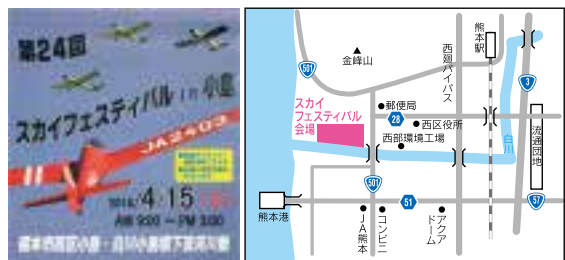 第24回
スカイフェスティバル in 小島
JA2403
2016/4/15
AM 9:00 ～ PM 3:00
501
金峰山
西廻バイパス
熊本駅
3
スカイ
フェスティバル
会場
郵便局
28
西区役所
西部環境工場
白川
流通団地
501
51
57
熊本港
JA熊本
コンビニ
アクア
ドーム